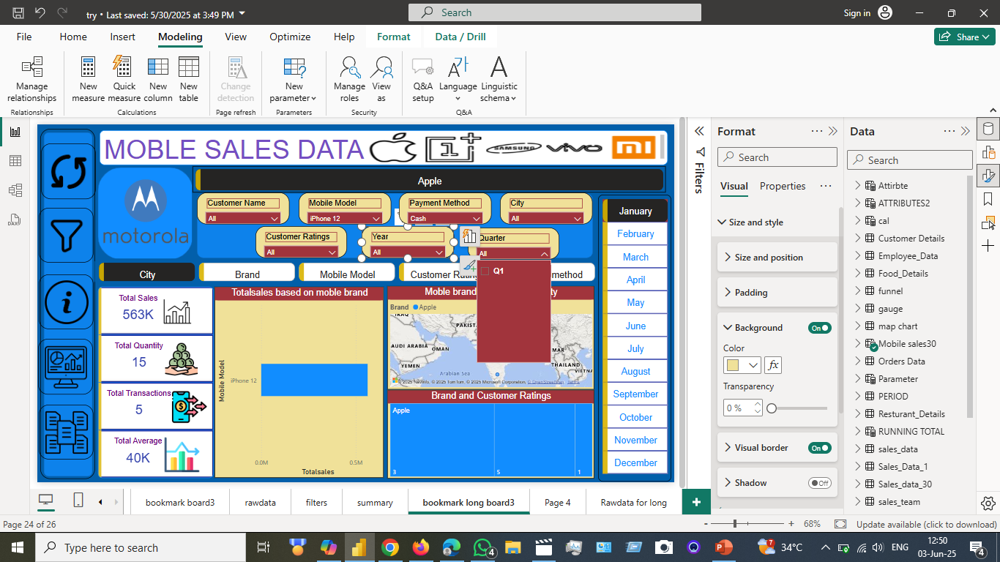 try • Last saved: 5/30/2025 at 3:49 PM
Search
Sign in
File Home Insert Modeling View Optimize Help Format Data / Drill
Share
Manage relationships
New measure
Quick measure
New column
New table
Change detection
New parameter
Manage roles
View as
Q&A setup
Language
Linguistic schema
Relationships
Calculations
Page refresh
Parameters
Security
Q&A
MOBLE SALES DATA
SAMSUNG
vivo
mi
motorola
Apple
Customer Name
All
Mobile Model
iPhone 12
Payment Method
Cash
City
All
Customer Ratings
All
Year
All
Quarter
All
Q1
City
Brand
Mobile Model
Customer Rating
method
January
February
March
April
May
June
July
August
September
October
November
December
Total Sales
563K
Total Quantity
15
Total Transactions
5
Total Average
40K
Totalsales based on moble brand
Mobile Model
iPhone 12
0.0M 0.5M
Totalsales
Moble brand
Brand Apple
IRAQ
PAKIST
AUDI ARABIA
OMAN
YEMEN
Arabian Sea
MAR
THAILAND
VIETN
© 2025 TomTom, © 2025 Microsoft Corporation, © OpenStreetMap Terms
Brand and Customer Ratings
Apple
3 5 1
Filters
Format
Search
Visual Properties
Size and style
Size and position
Padding
Background On
Color
fx
Transparency
0 %
Visual border On
Shadow Off
Data
Search
Attirbte
ATTRIBUTES2
cal
Customer Details
Employee_Data
Food_Details
funnel
gauge
map chart
Mobile sales30
Orders Data
Parameter
PERIOD
Resturant_Details
RUNNING TOTAL
sales_data
Sales_Data_1
Sales_data_30
sales_team
bookmark board3
rawdata
filters
summary
bookmark long board3
Page 4
Rawdata for long
+
Page 24 of 26
- + 68%
Update available (click to download)
Type here to search
4
7
34°C
ENG
12:50
03-Jun-25
4